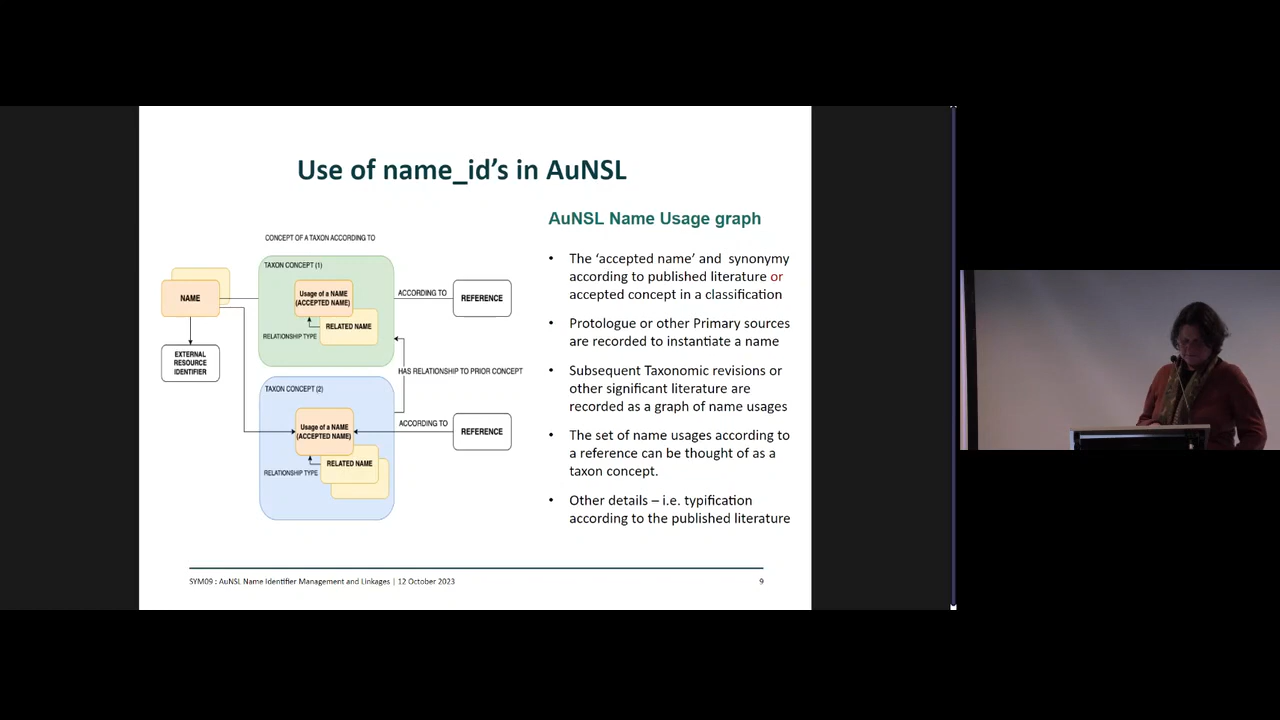 Use of name_id’s in AuNSL
CONCEPT OF A TAXON ACCORDING TO
TAXON CONCEPT (1)
NAME
Usage of a NAME
(ACCEPTED NAME)
RELATED NAME
RELATIONSHIP TYPE
ACCORDING TO
REFERENCE
EXTERNAL
RESOURCE
IDENTIFIER
HAS RELATIONSHIP TO PRIOR CONCEPT
TAXON CONCEPT (2)
Usage of a NAME
(ACCEPTED NAME)
RELATED NAME
RELATIONSHIP TYPE
ACCORDING TO
REFERENCE
AuNSL Name Usage graph
• The ‘accepted name’ and synonymy
according to published literature or
accepted concept in a classification
• Protologue or other Primary sources
are recorded to instantiate a name
• Subsequent Taxonomic revisions or
other significant literature are
recorded as a graph of name usages
• The set of name usages according to
a reference can be thought of as a
taxon concept.
• Other details – i.e. typification
according to the published literature
SYM09 : AuNSL Name Identifier Management and Linkages | 12 October 2023
9